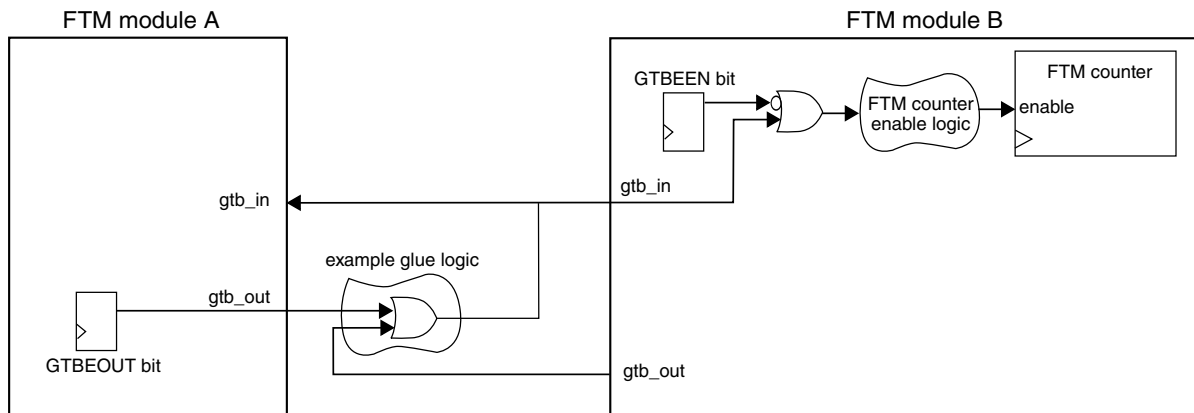 FTM module A
FTM module B
GTBEEN bit
FTM counter
enable logic
FTM counter
enable
gtb_in
gtb_in
example glue logic
gtb_out
GTBEOUT bit
gtb_out